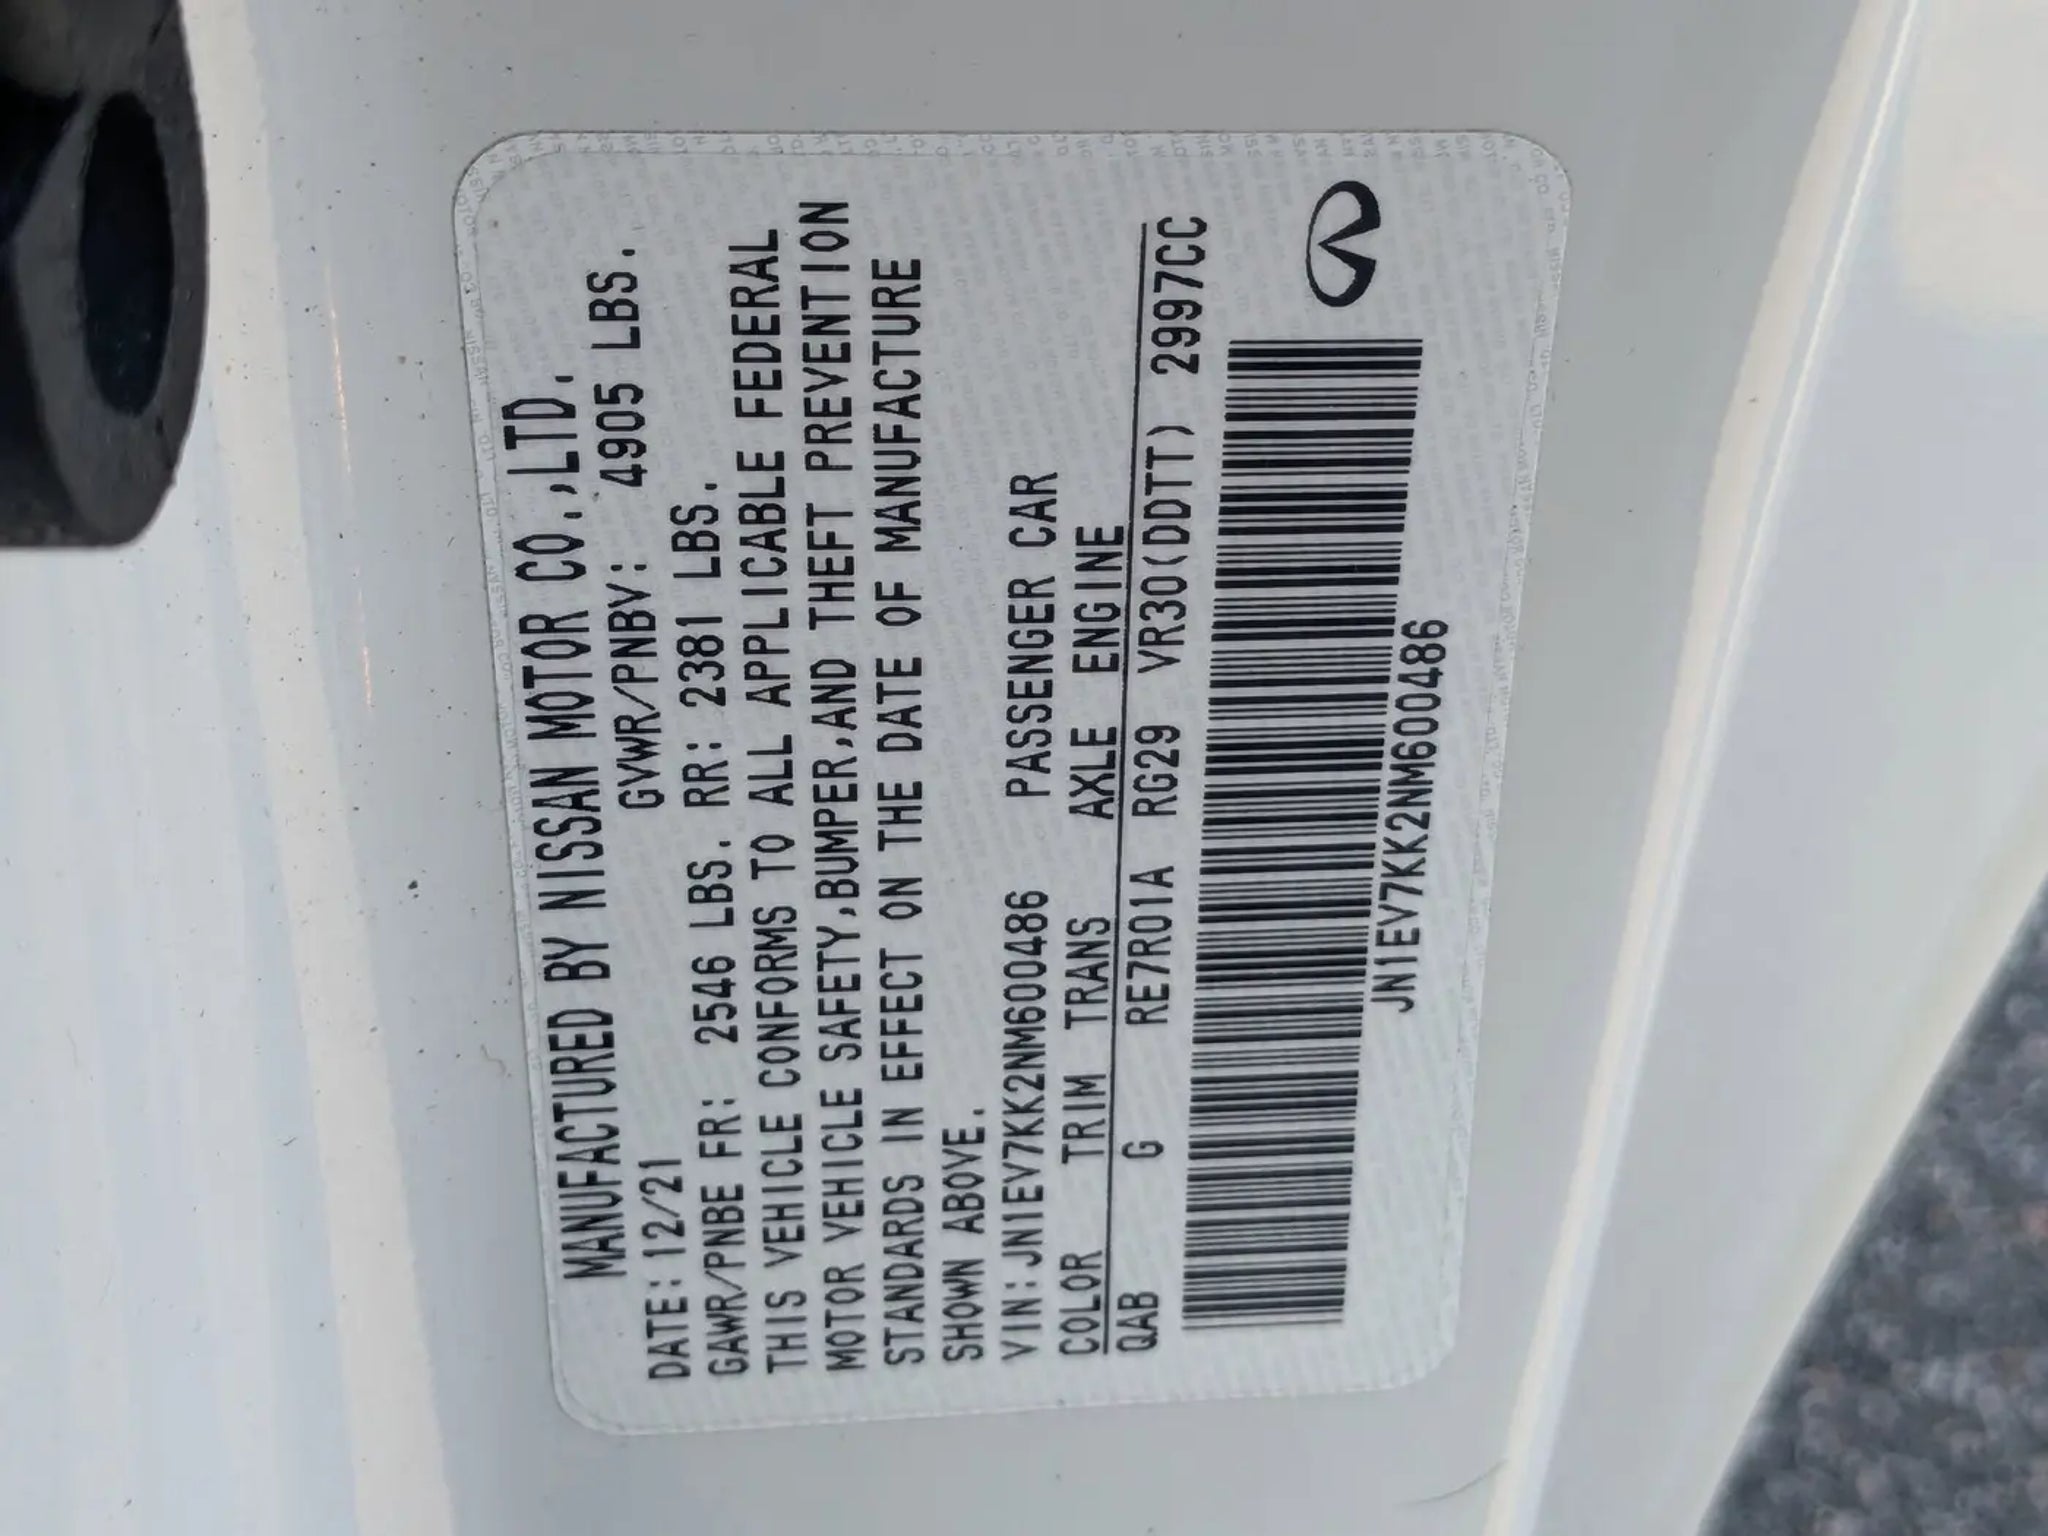 MANUFACTURED BY NISSAN MOTOR CO.,LTD.
DATE: 12/21 GVWR/PNBV: 4905 LBS.
GAWR/PNBE FR: 2546 LBS. RR: 2381 LBS.
THIS VEHICLE CONFORMS TO ALL APPLICABLE FEDERAL
MOTOR VEHICLE SAFETY,BUMPER,AND THEFT PREVENTION
STANDARDS IN EFFECT ON THE DATE OF MANUFACTURE
SHOWN ABOVE.
VIN:JN1EV7KK2NM600486 PASSENGER CAR
COLOR TRIM TRANS AXLE ENGINE
QAB G RE7R01A RG29 VR30(DDTT) 2997CC
JN1EV7KK2NM600486